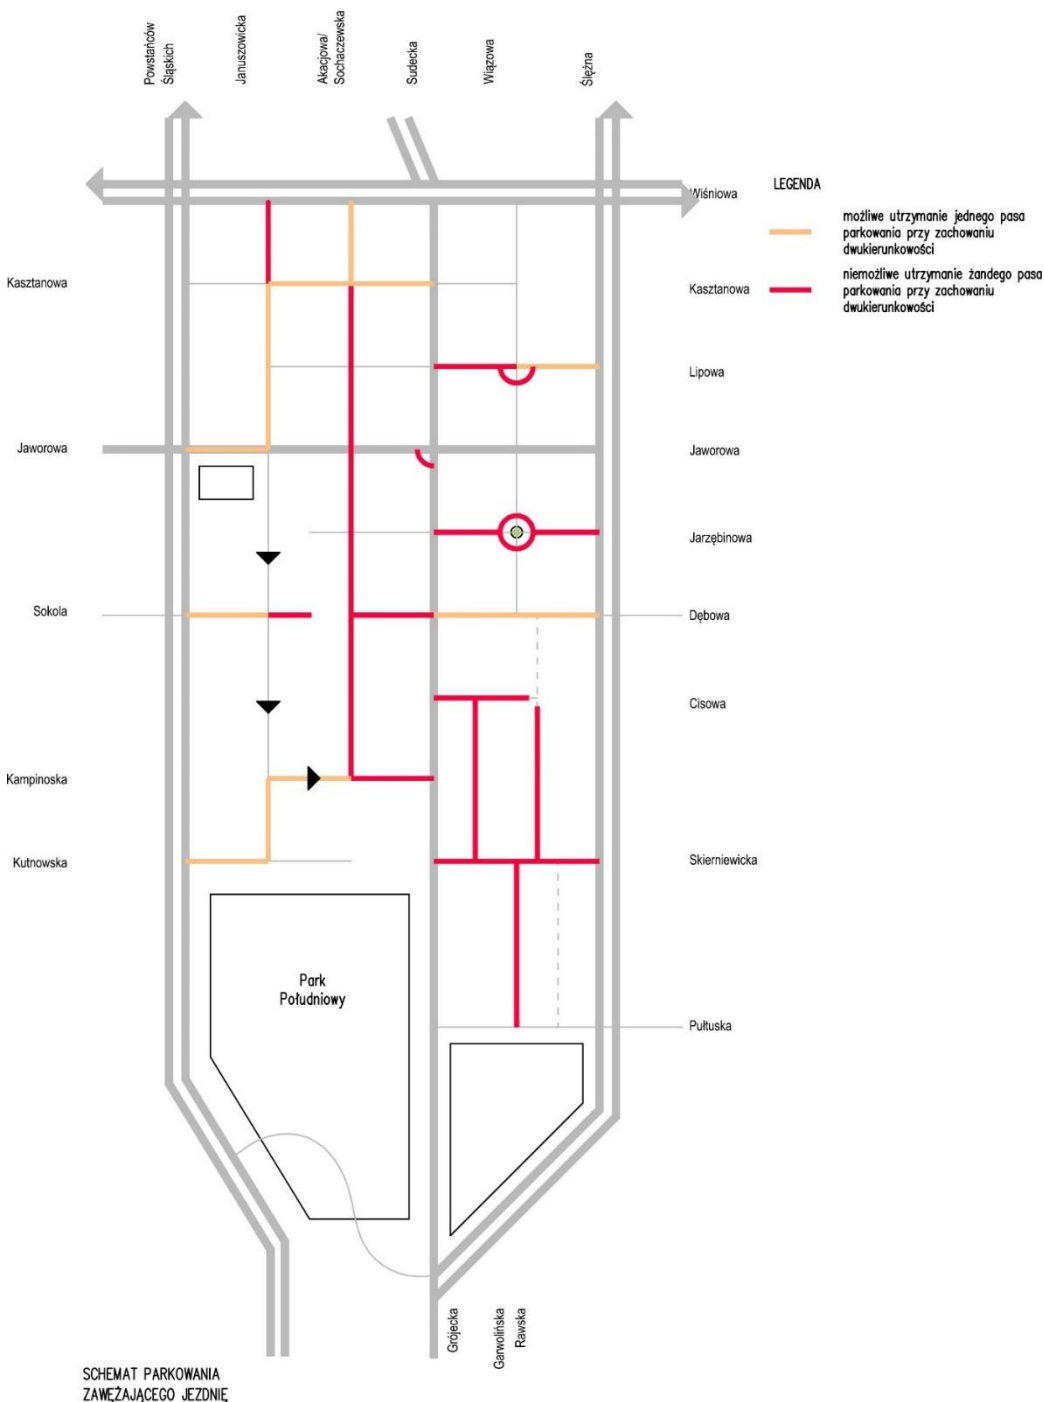 Powstańców
Śląskich
Januszowicka
Akacjowa/
Sochaczewska
Sudecka
Wiązowa
Ślężna
Wiśniowa
LEGENDA
możliwe utrzymanie jednego pasa
parkowania przy zachowaniu
dwukierunkowości
niemożliwe utrzymanie żandego pasa
parkowania przy zachowaniu
dwukierunkowości
Kasztanowa
Kasztanowa
Lipowa
Jaworowa
Jaworowa
Jarzębinowa
Sokola
Dębowa
Cisowa
Kampinoska
Kutnowska
Skierniewicka
Park
Południowy
Pułtuska
Grójecka
Garwolińska
Rawska
SCHEMAT PARKOWANIA
ZAWĘŻAJĄCEGO JEZDNIĘ